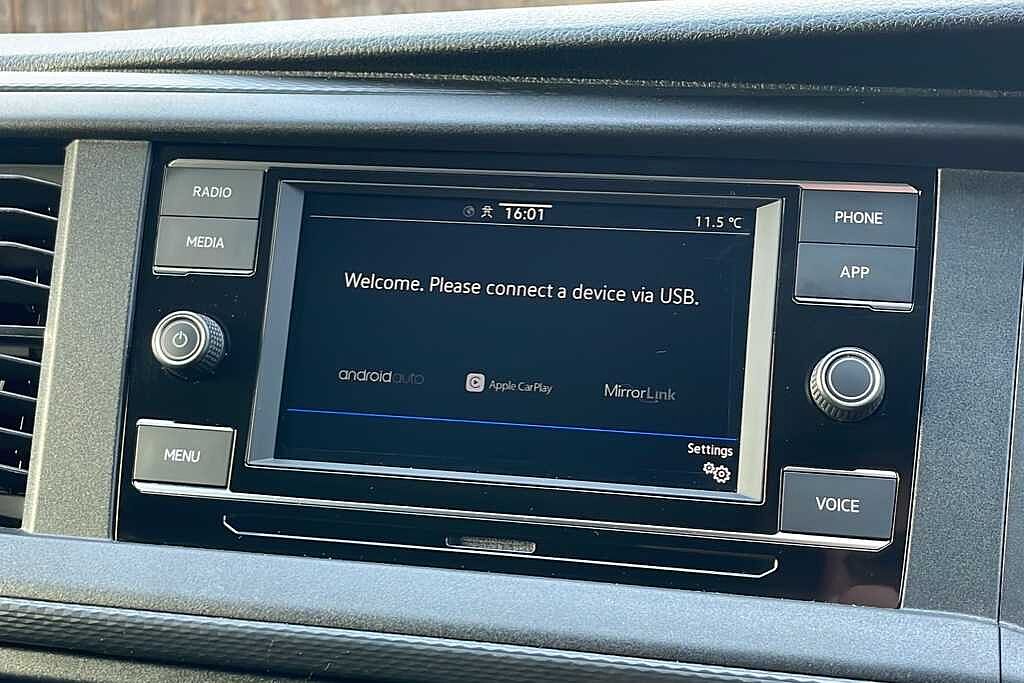 RADIO
MEDIA
MENU
16:01
11.5 °C
Welcome. Please connect a device via USB.
androidauto
Apple CarPlay
MirrorLink
Settings
PHONE
APP
VOICE